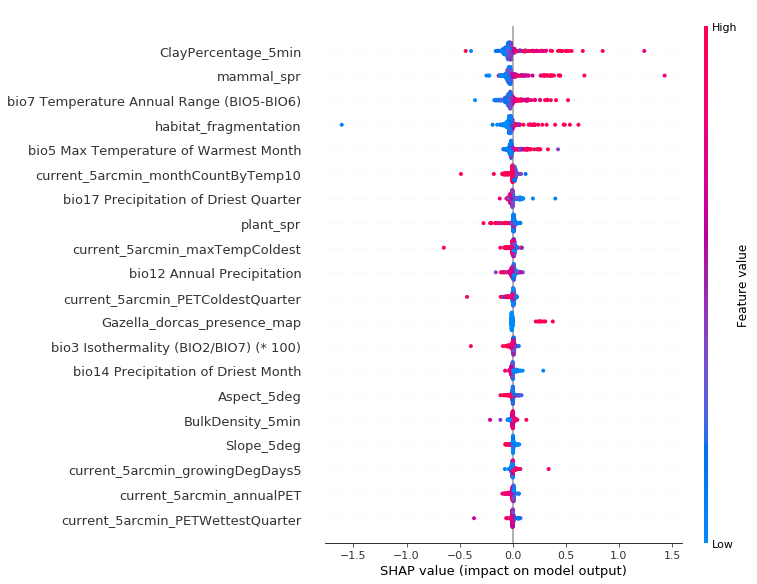 High
ClayPercentage_5min
mammal_spr
bio7 Temperature Annual Range (BIO5-BIO6)
habitat_fragmentation
bio5 Max Temperature of Warmest Month
current_5arcmin_monthCountByTemp10
bio17 Precipitation of Driest Quarter
plant_spr
current_5arcmin_maxTempColdest
bio12 Annual Precipitation
current_5arcmin_PETColdestQuarter
Gazella_dorcas_presence_map
bio3 Isothermality (BIO2/BIO7) (* 100)
bio14 Precipitation of Driest Month
Aspect_5deg
BulkDensity_5min
Slope_5deg
current_5arcmin_growingDegDays5
current_5arcmin_annualPET
current_5arcmin_PETWettestQuarter
Feature value
Low
−1.5 −1.0 −0.5 0.0 0.5 1.0 1.5
SHAP value (impact on model output)